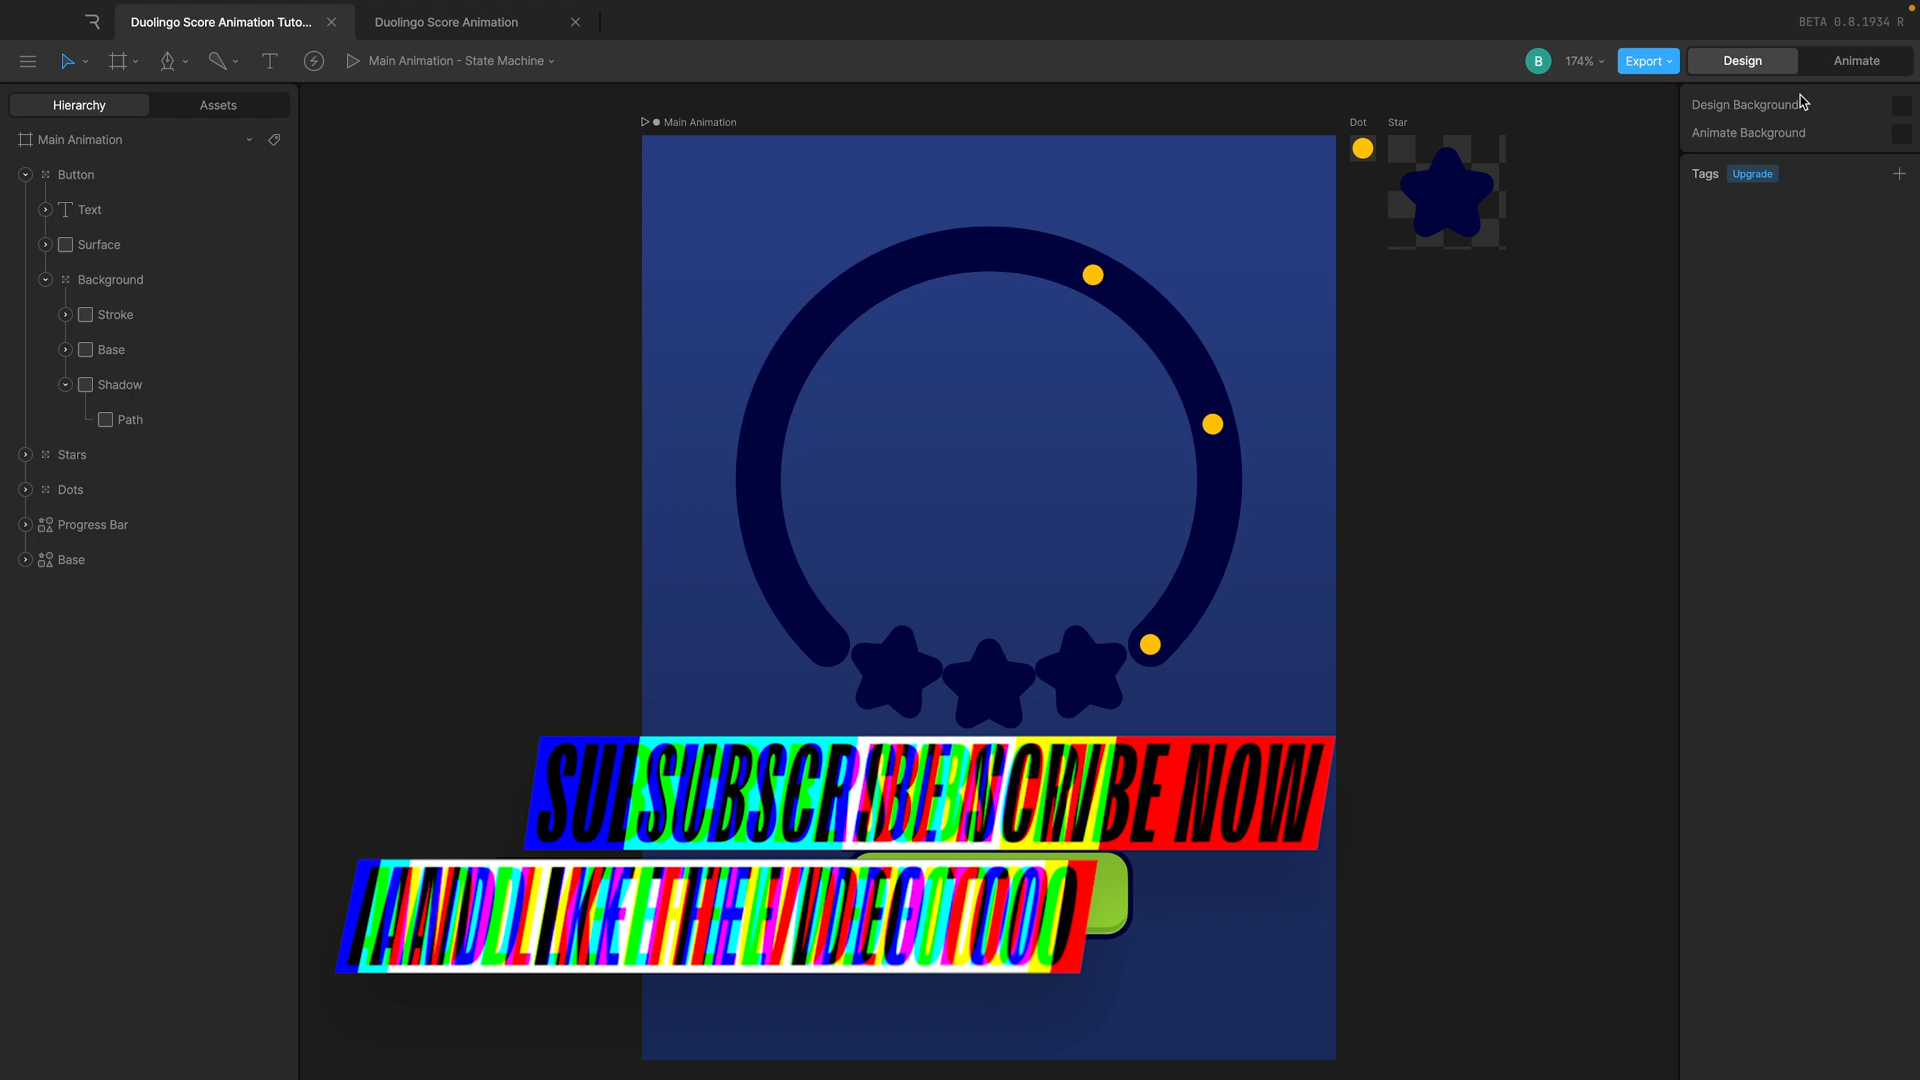 Duolingo Score Animation Tuto...
Duolingo Score Animation
BETA 0.8.1934 R
Main Animation - State Machine
B
174%
Export
Design
Animate
Hierarchy
Assets
Main Animation
Button
Text
Surface
Background
Stroke
Base
Shadow
Path
Stars
Dots
Progress Bar
Base
Main Animation
Dot
Star
SUBSCRIBE NOW
AND LIKE THE VIDEO TOO
Design Background
Animate Background
Tags
Upgrade